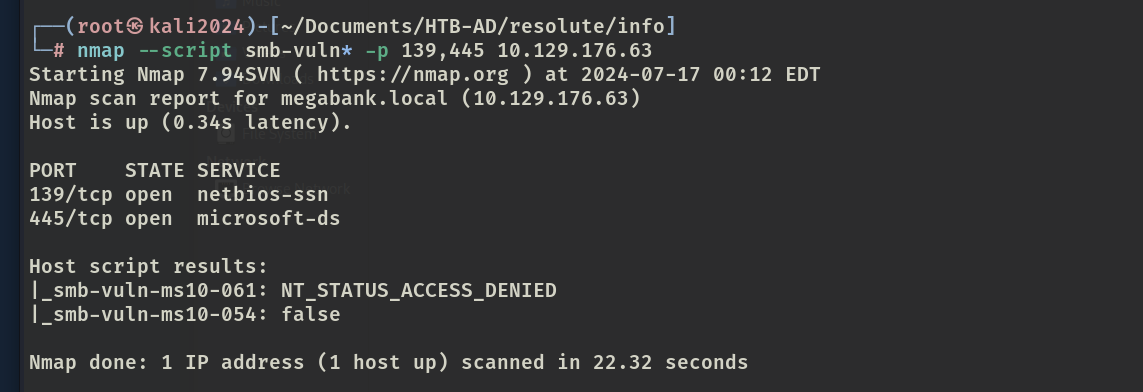 ┌──(root㉿kali2024)-[~/Documents/HTB-AD/resolute/info]
└─# nmap --script smb-vuln* -p 139,445 10.129.176.63
Starting Nmap 7.94SVN ( https://nmap.org ) at 2024-07-17 00:12 EDT
Nmap scan report for megabank.local (10.129.176.63)
Host is up (0.34s latency).
PORT    STATE SERVICE
139/tcp open  netbios-ssn
445/tcp open  microsoft-ds
Host script results:
|_smb-vuln-ms10-061: NT_STATUS_ACCESS_DENIED
|_smb-vuln-ms10-054: false
Nmap done: 1 IP address (1 host up) scanned in 22.32 seconds